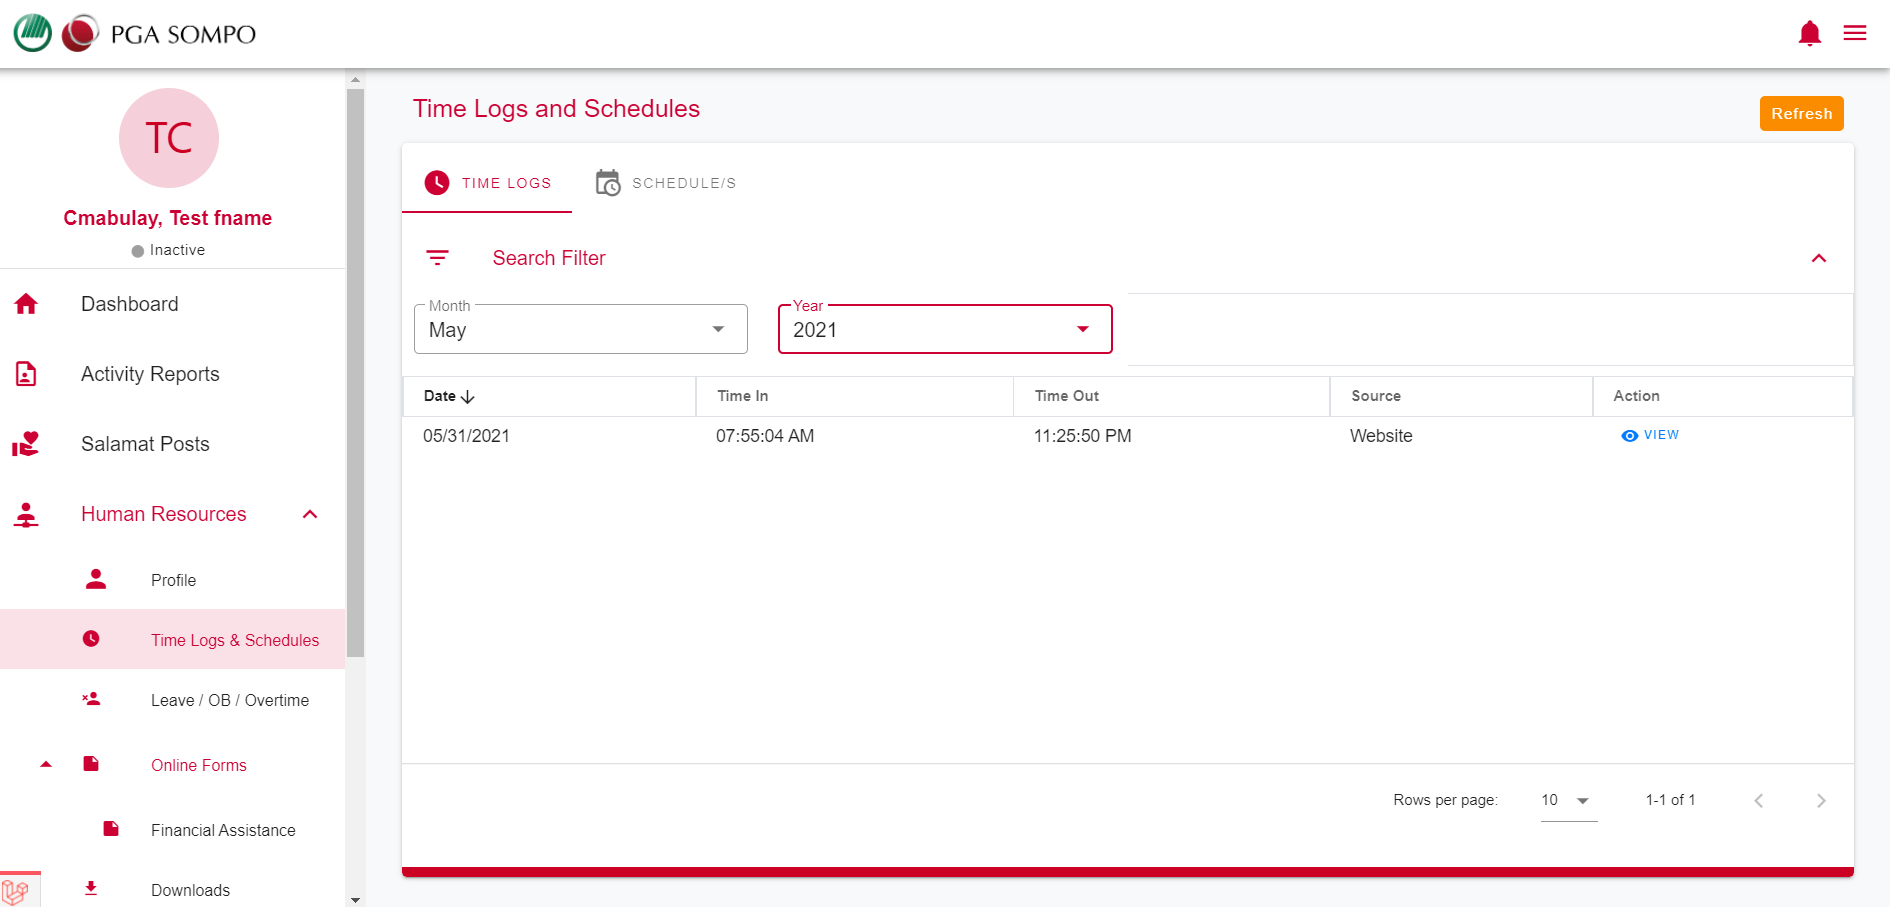 PGA SOMPO
TC
Cmabulay, Test fname
Inactive
Dashboard
Activity Reports
Salamat Posts
Human Resources
Profile
Time Logs & Schedules
Leave / OB / Overtime
Online Forms
Financial Assistance
Downloads
Time Logs and Schedules
Refresh
TIME LOGS
SCHEDULE/S
Search Filter
Month
May
Year
2021
Date Time In Time Out Source Action
05/31/2021 07:55:04 AM 11:25:50 PM Website VIEW
Rows per page: 10 1-1 of 1